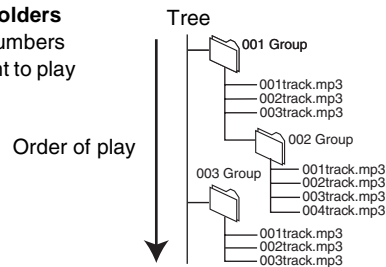 olders
umbers
nt to play
Tree
Order of play
001 Group
001track.mp3
002track.mp3
003track.mp3
002 Group
001track.mp3
002track.mp3
003track.mp3
004track.mp3
003 Group
001track.mp3
002track.mp3
003track.mp3